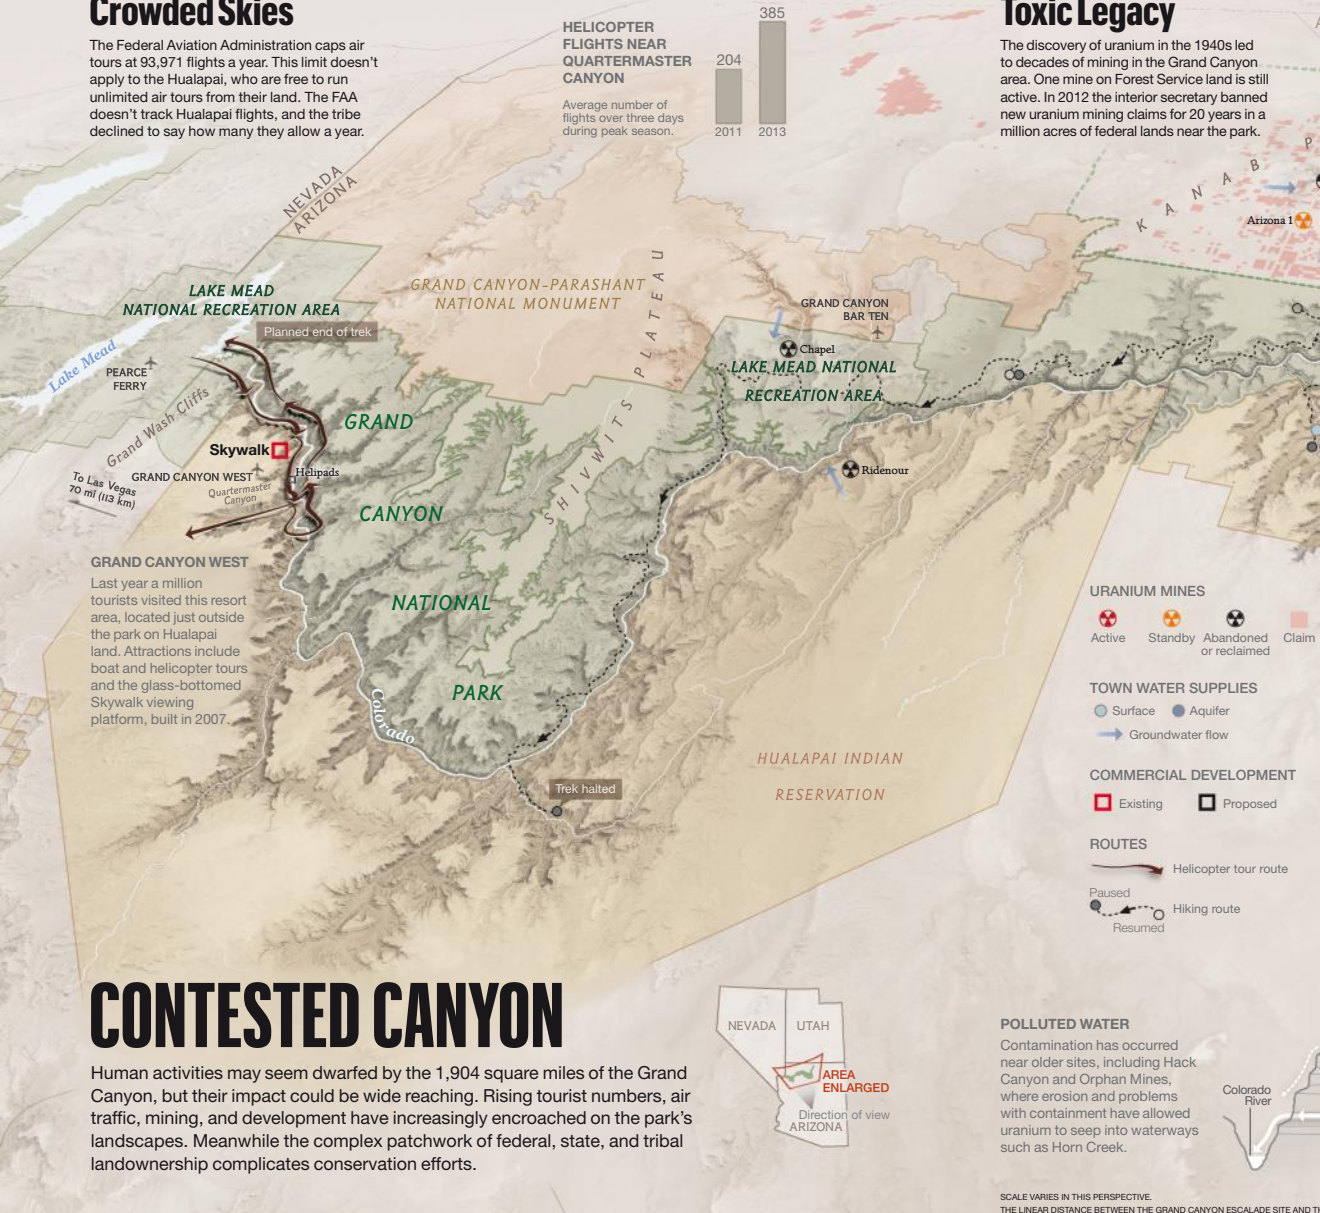 Crowded Skies
The Federal Aviation Administration caps air
tours at 93,971 flights a year. This limit doesn't
apply to the Hualapai, who are free to run
unlimited air tours from their land. The FAA
doesn't track Hualapai flights, and the tribe
declined to say how many they allow a year.
HELICOPTER
FLIGHTS NEAR
QUARTERMASTER
CANYON
Average number of
flights over three days
during peak season.
204
385
2011
2013
Toxic Legacy
The discovery of uranium in the 1940s led
to decades of mining in the Grand Canyon
area. One mine on Forest Service land is still
active. In 2012 the interior secretary banned
new uranium mining claims for 20 years in a
million acres of federal lands near the park.
NEVADA
ARIZONA
KANAB P
Arizona 1
LAKE MEAD
NATIONAL RECREATION AREA
Planned end of trek
GRAND CANYON–PARASHANT
NATIONAL MONUMENT
SHIVWITS PLATEAU
GRAND CANYON
BAR TEN
Chapel
LAKE MEAD NATIONAL
RECREATION AREA
Lake Mead
PEARCE
FERRY
Grand Wash Cliffs
Skywalk
GRAND CANYON WEST
Helipads
Quartermaster
Canyon
To Las Vegas
70 mi (113 km)
Ridenour
GRAND
CANYON
NATIONAL
PARK
Colorado
GRAND CANYON WEST
Last year a million
tourists visited this resort
area, located just outside
the park on Hualapai
land. Attractions include
boat and helicopter tours
and the glass-bottomed
Skywalk viewing
platform, built in 2007.
Trek halted
HUALAPAI INDIAN
RESERVATION
URANIUM MINES
Active
Standby
Abandoned
or reclaimed
Claim
TOWN WATER SUPPLIES
Surface
Aquifer
Groundwater flow
COMMERCIAL DEVELOPMENT
Existing
Proposed
ROUTES
Helicopter tour route
Paused
Hiking route
Resumed
CONTESTED CANYON
Human activities may seem dwarfed by the 1,904 square miles of the Grand
Canyon, but their impact could be wide reaching. Rising tourist numbers, air
traffic, mining, and development have increasingly encroached on the park's
landscapes. Meanwhile the complex patchwork of federal, state, and tribal
landownership complicates conservation efforts.
NEVADA
UTAH
AREA
ENLARGED
Direction of view
ARIZONA
POLLUTED WATER
Contamination has occurred
near older sites, including Hack
Canyon and Orphan Mines,
where erosion and problems
with containment have allowed
uranium to seep into waterways
such as Horn Creek.
Colorado
River
SCALE VARIES IN THIS PERSPECTIVE.
THE LINEAR DISTANCE BETWEEN THE GRAND CANYON ESCALADE SITE AND